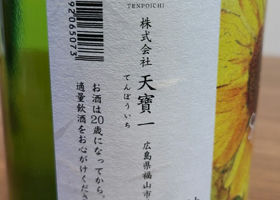 TENPOICHI
株式会社 天寶一
てんぽういち
広島県福山市
お酒は20歳になってから。
適量飲酒をお心がけくださ
92065073